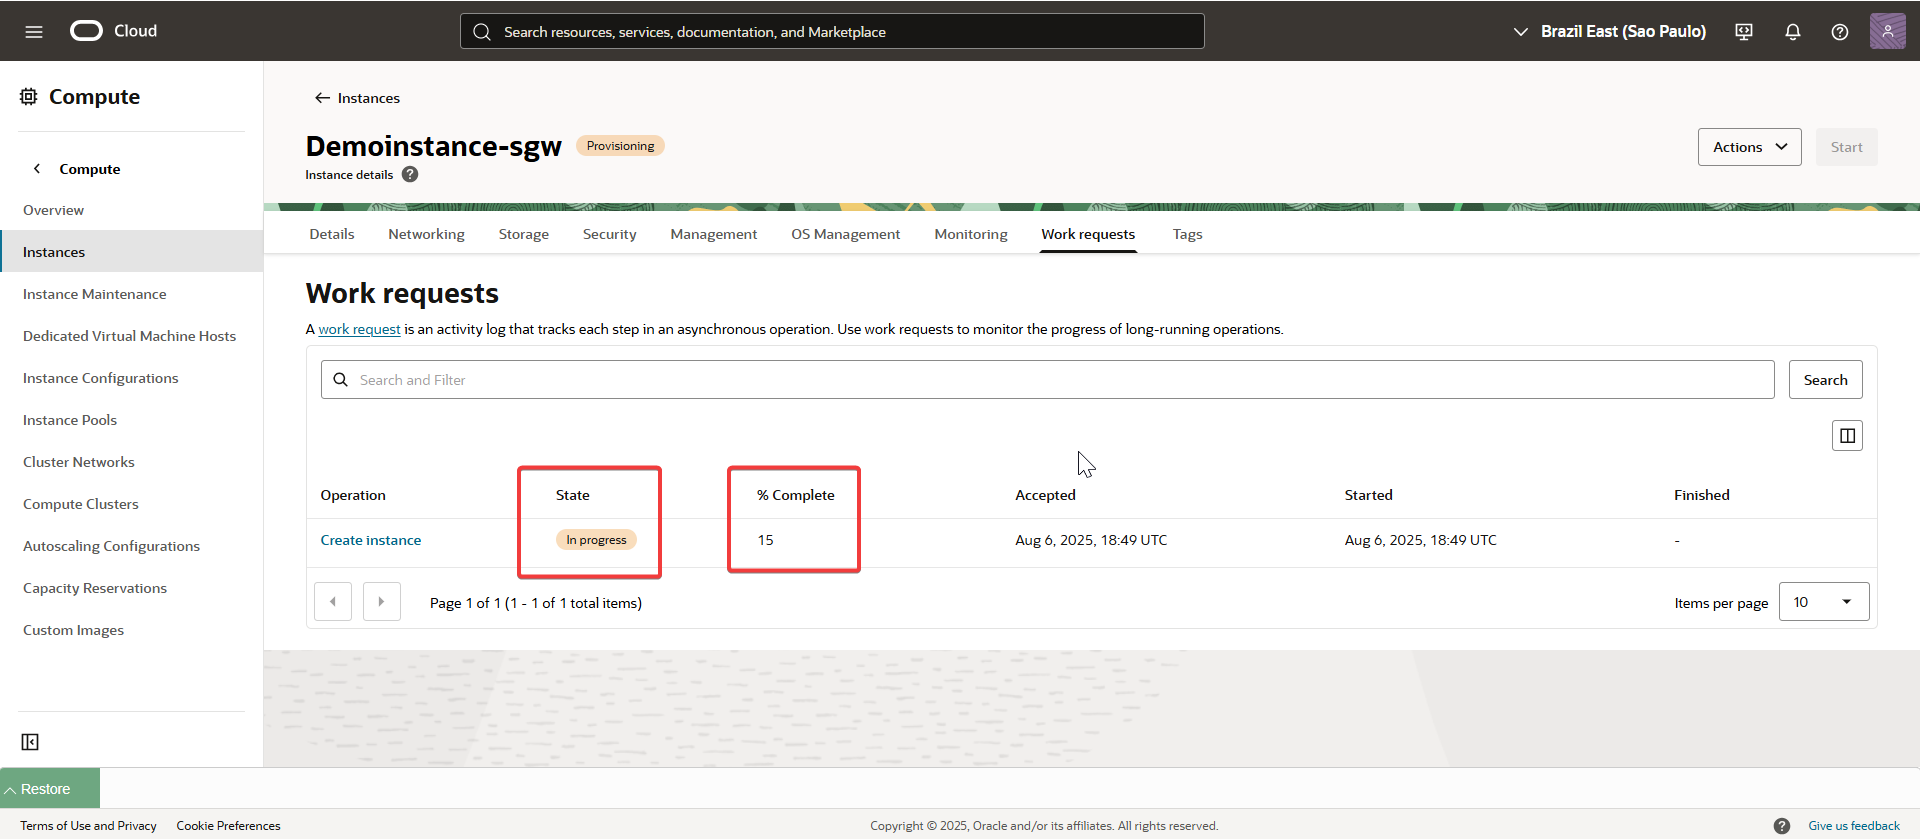 Cloud
Search resources, services, documentation, and Marketplace
Brazil East (Sao Paulo)
Compute
Compute
Overview
Instances
Instance Maintenance
Dedicated Virtual Machine Hosts
Instance Configurations
Instance Pools
Cluster Networks
Compute Clusters
Autoscaling Configurations
Capacity Reservations
Custom Images
Instances
Demoinstance-sgw Provisioning
Instance details
Actions
Start
Details Networking Storage Security Management OS Management Monitoring Work requests Tags
Work requests
A work request is an activity log that tracks each step in an asynchronous operation. Use work requests to monitor the progress of long-running operations.
Search and Filter
Search
Operation State % Complete Accepted Started Finished
Create instance In progress 15 Aug 6, 2025, 18:49 UTC Aug 6, 2025, 18:49 UTC -
Page 1 of 1 (1 - 1 of 1 total items)
Items per page 10
Restore
Terms of Use and Privacy Cookie Preferences
Copyright © 2025, Oracle and/or its affiliates. All rights reserved.
Give us feedback